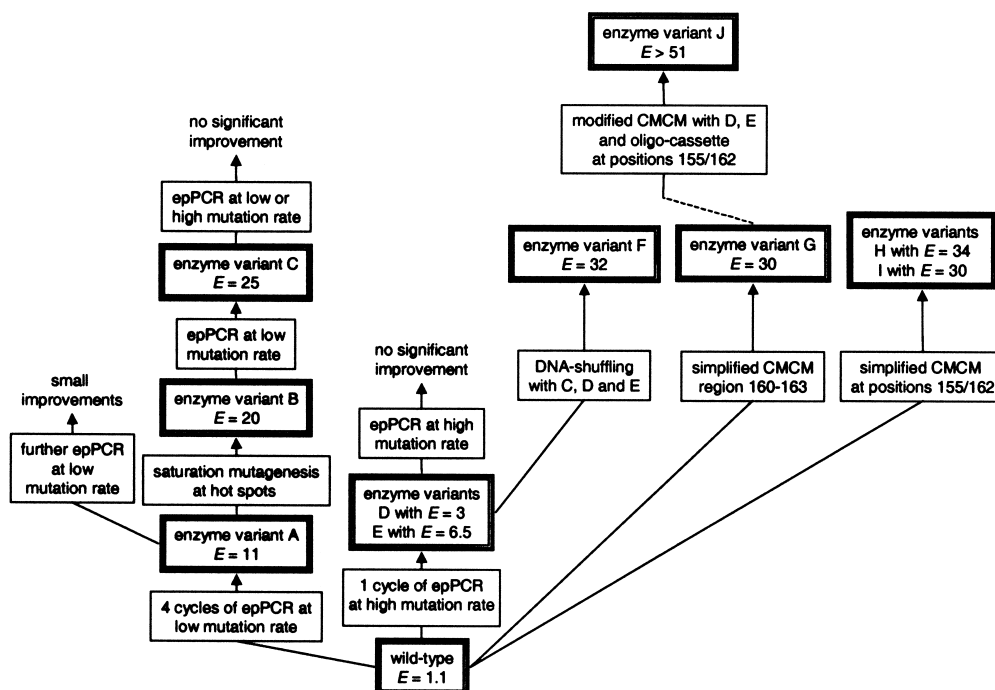 enzyme variant J
E > 51
modified CMCM with D, E
and oligo-cassette
at positions 155/162
no significant
improvement
epPCR at low or
high mutation rate
enzyme variant C
E = 25
enzyme variant F
E = 32
enzyme variant G
E = 30
enzyme variants
H with E = 34
I with E = 30
epPCR at low
mutation rate
no significant
improvement
DNA-shuffling
with C, D and E
simplified CMCM
region 160-163
simplified CMCM
at positions 155/162
small
improvements
enzyme variant B
E = 20
epPCR at high
mutation rate
further epPCR
at low
mutation rate
saturation mutagenesis
at hot spots
enzyme variants
D with E = 3
E with E = 6.5
enzyme variant A
E = 11
4 cycles of epPCR at
low mutation rate
1 cycle of epPCR
at high mutation rate
wild-type
E = 1.1